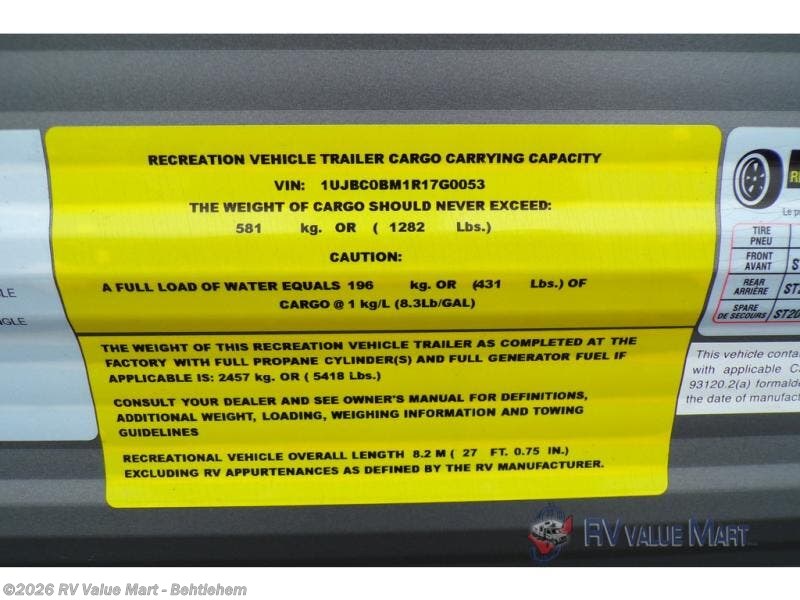 RECREATION VEHICLE TRAILER CARGO CARRYING CAPACITY
VIN: 1UJBC0BM1R17G0053
THE WEIGHT OF CARGO SHOULD NEVER EXCEED:
581 kg. OR ( 1282 Lbs.)
CAUTION:
A FULL LOAD OF WATER EQUALS 196 kg. OR (431 Lbs.) OF
CARGO @ 1 kg/L (8.3Lb/GAL)
THE WEIGHT OF THIS RECREATION VEHICLE TRAILER AS COMPLETED AT THE
FACTORY WITH FULL PROPANE CYLINDER(S) AND FULL GENERATOR FUEL IF
APPLICABLE IS: 2457 kg. OR ( 5418 Lbs.)
CONSULT YOUR DEALER AND SEE OWNER'S MANUAL FOR DEFINITIONS,
ADDITIONAL WEIGHT, LOADING, WEIGHING INFORMATION AND TOWING
GUIDELINES
RECREATIONAL VEHICLE OVERALL LENGTH 8.2 M ( 27 FT. 0.75 IN.)
EXCLUDING RV APPURTENANCES AS DEFINED BY THE RV MANUFACTURER.
Le
TIRE
PNEU
FRONT
AVANT
REAR
ARRIÈRE
SPARE
DE SECOURS
This vehicle
with applicable
93120.2(a)
the date of
RV VALUE MART
©2026 RV Value Mart - Behtlehem